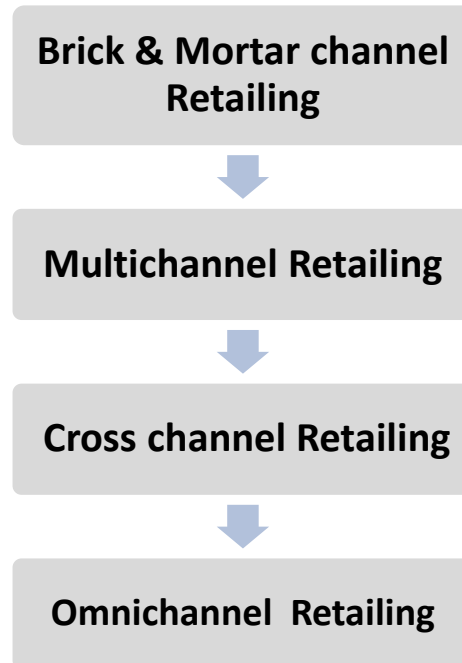 Brick & Mortar channel
Retailing
Multichannel Retailing
Cross channel Retailing
Omnichannel  Retailing